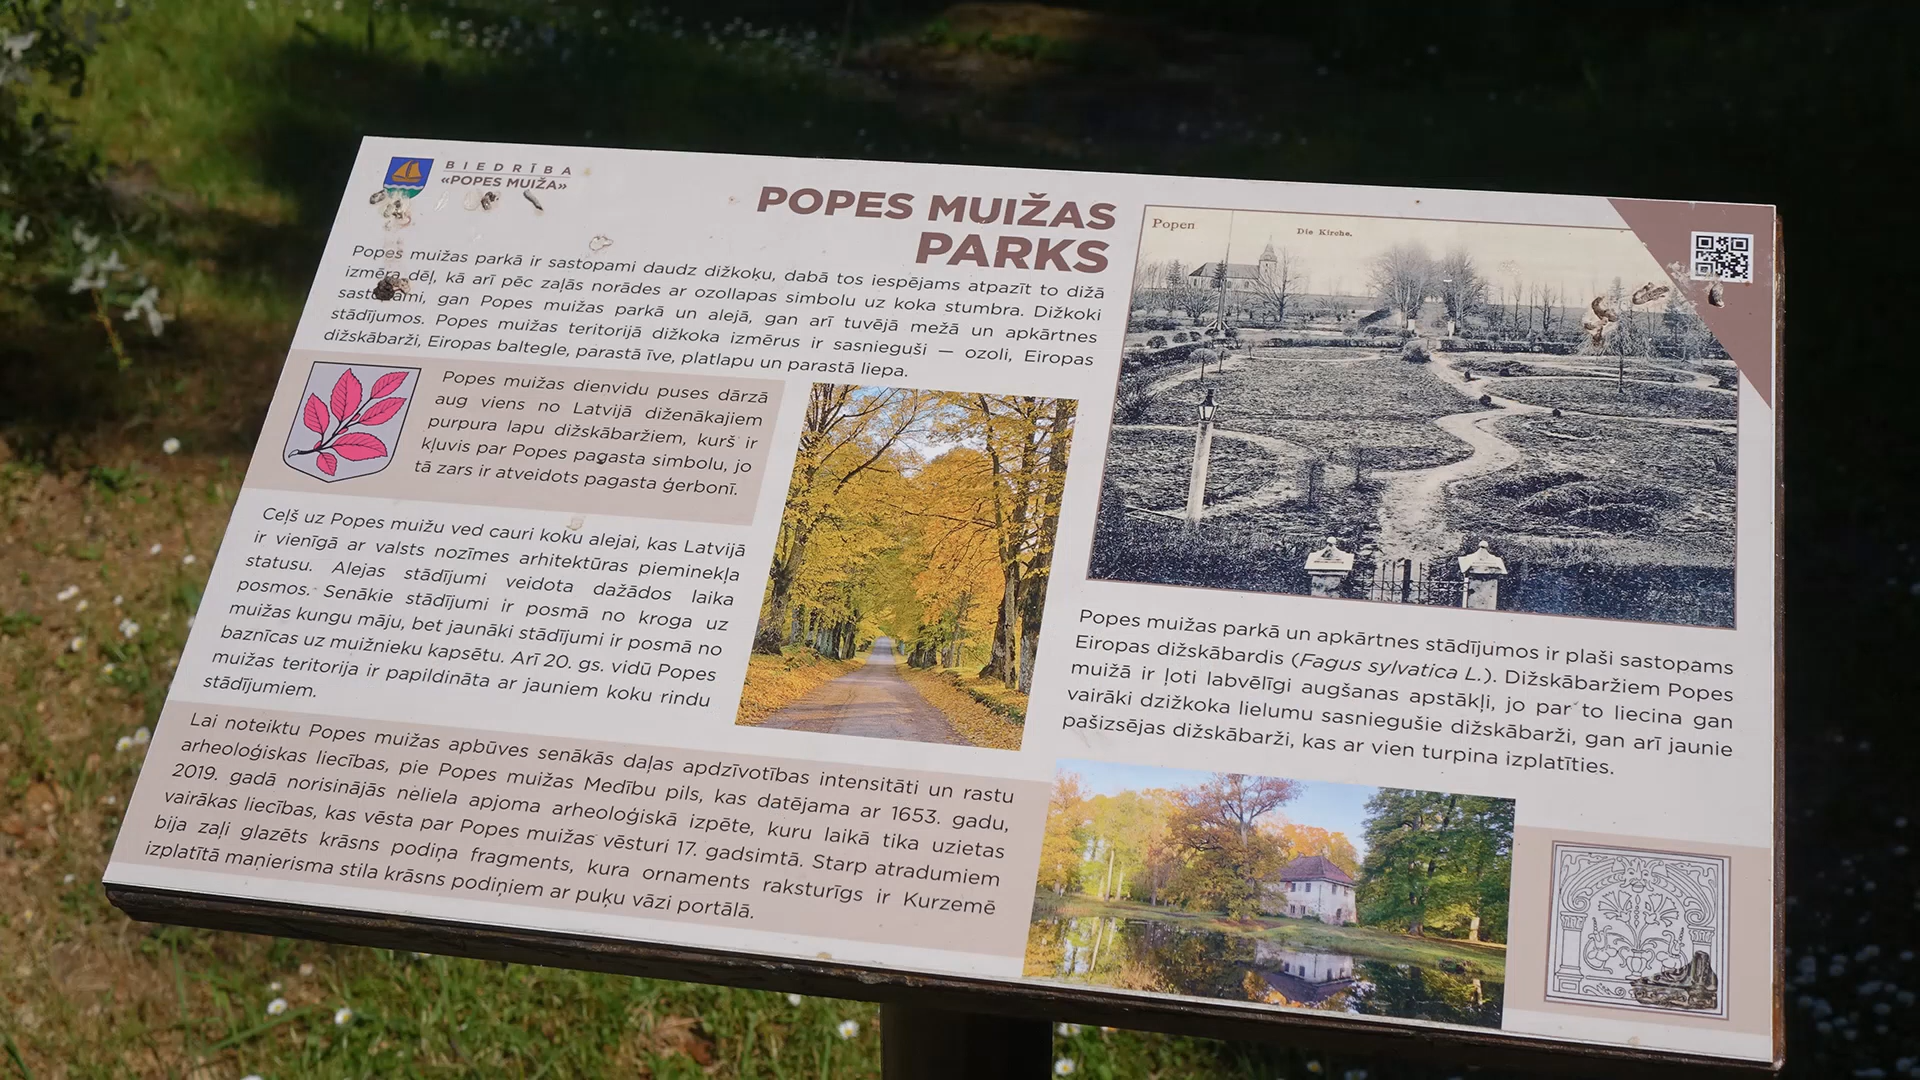 BIEDRĪBA
«POPES MUIŽA»
POPES MUIŽAS
PARKS
Popes muižas parkā ir sastopami daudz dižkoku, dabā tos iespējams atpazīt to dižā
izmēra dēļ, kā arī pēc zaļās norādes ar ozollapas simbolu uz koka stumbra. Dižkoki
sastopami, gan Popes muižas parkā un alejā, gan arī tuvējā mežā un apkārtnes
stādījumos. Popes muižas teritorijā dižkoka izmērus ir sasnieguši — ozoli, Eiropas
dižskābarži, Eiropas baltegle, parastā īve, platlapu un parastā liepa.
Popes muižas dienvidu puses dārzā
aug viens no Latvijā diženākajiem
purpura lapu dižskābaržiem, kurš ir
kļuvis par Popes pagasta simbolu, jo
tā zars ir atveidots pagasta ģerbonī.
Ceļš uz Popes muižu ved cauri koku alejai, kas Latvijā
ir vienīgā ar valsts nozīmes arhitektūras pieminekļa
statusu. Alejas stādījumi veidota dažādos laika
posmos. Senākie stādījumi ir posmā no kroga uz
muižas kungu māju, bet jaunāki stādījumi ir posmā no
baznīcas uz muižnieku kapsētu. Arī 20. gs. vidū Popes
muižas teritorija ir papildināta ar jauniem koku rindu
stādījumiem.
Lai noteiktu Popes muižas apbūves senākās daļas apdzīvotības intensitāti un rastu
arheoloģiskas liecības, pie Popes muižas Medību pils, kas datējama ar 1653. gadu,
2019. gadā norisinājās neliela apjoma arheoloģiskā izpēte, kuru laikā tika uzietas
vairākas liecības, kas vēsta par Popes muižas vēsturi 17. gadsimtā. Starp atradumiem
bija zaļi glazēts krāsns podiņa fragments, kura ornaments raksturīgs ir Kurzemē
izplatītā maņierisma stila krāsns podiņiem ar puķu vāzi portālā.
Popen
Die Kirche.
Popes muižas parkā un apkārtnes stādījumos ir plaši sastopams
Eiropas dižskābardis (Fagus sylvatica L.). Dižskābaržiem Popes
muižā ir ļoti labvēlīgi augšanas apstākļi, jo par to liecina gan
vairāki dzižkoka lielumu sasniegušie dižskābarži, gan arī jaunie
pašizsējas dižskābarži, kas ar vien turpina izplatīties.